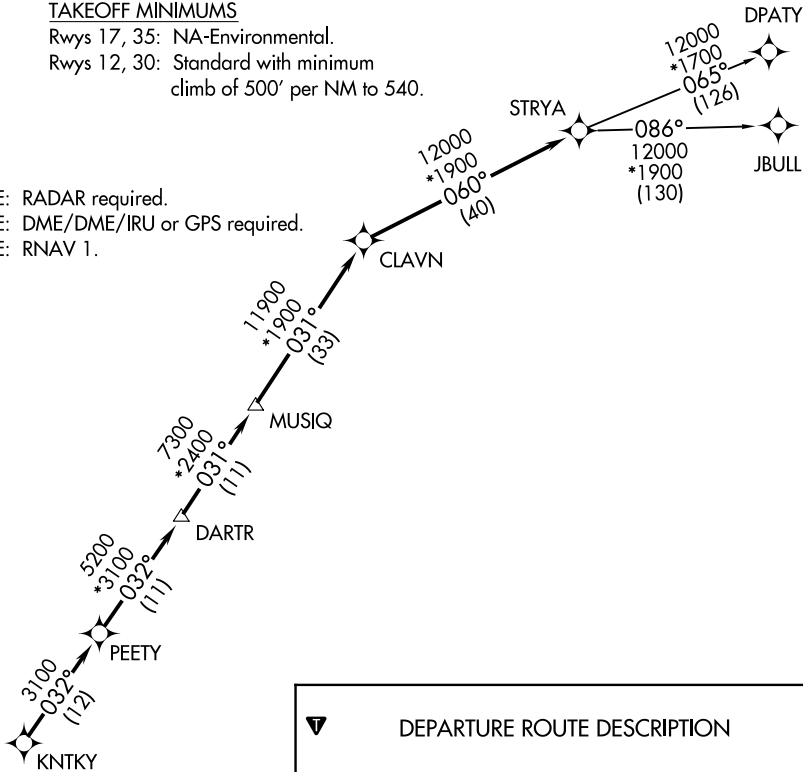 TAKEOFF MINIMUMS
Rwys 17, 35: NA-Environmental.
Rwys 12, 30: Standard with minimum
climb of 500' per NM to 540.
DPATY
12000
*1700
065°
(126)
STRYA
086°
12000
*1900
(130)
JBULL
12000
*1900
060°
(40)
E: RADAR required.
E: DME/DME/IRU or GPS required.
E: RNAV 1.
CLAVN
11900
*1900
031°
(33)
MUSIQ
7300
*2400
031°
(11)
DARTR
5200
*3100
032°
(11)
PEETY
3100
032°
(12)
KNTKY
T
DEPARTURE ROUTE DESCRIPTION